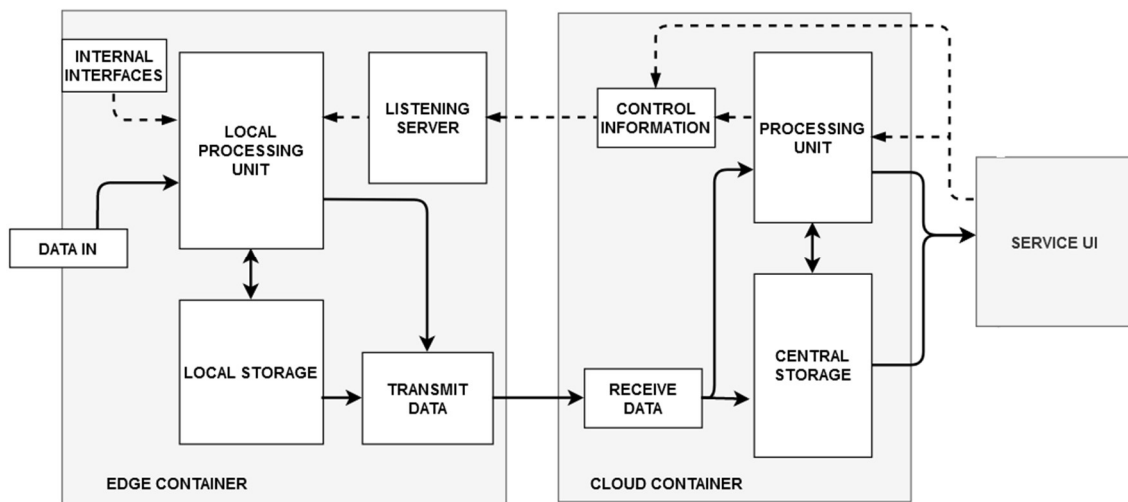 INTERNAL
INTERFACES
LOCAL
PROCESSING
UNIT
LISTENING
SERVER
CONTROL
INFORMATION
PROCESSING
UNIT
DATA IN
SERVICE UI
LOCAL STORAGE
TRANSMIT
DATA
RECEIVE
DATA
CENTRAL
STORAGE
EDGE CONTAINER
CLOUD CONTAINER